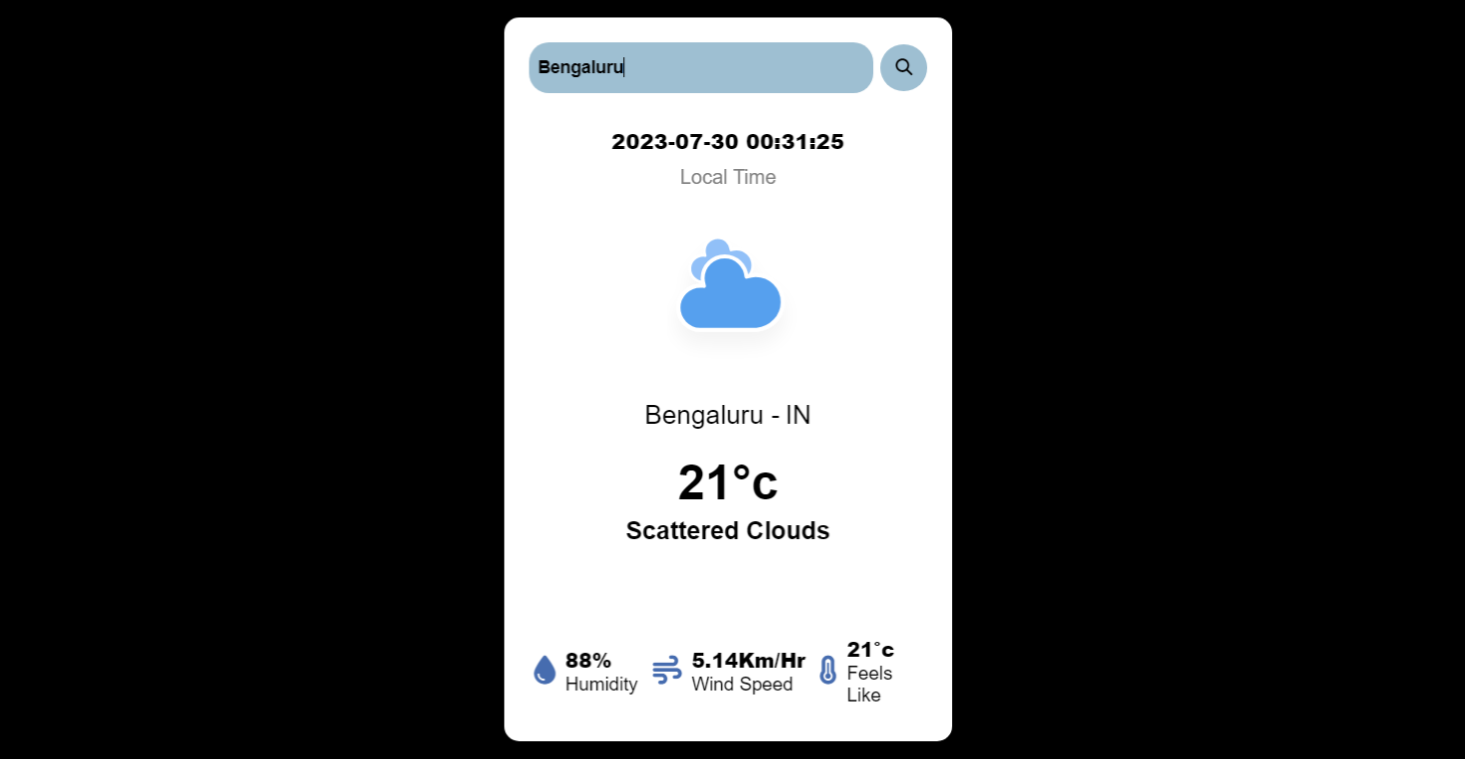 Bengaluru
2023-07-30 00:31:25
Local Time
Bengaluru - IN
21°c
Scattered Clouds
88%
Humidity
5.14Km/Hr
Wind Speed
21°c
Feels
Like